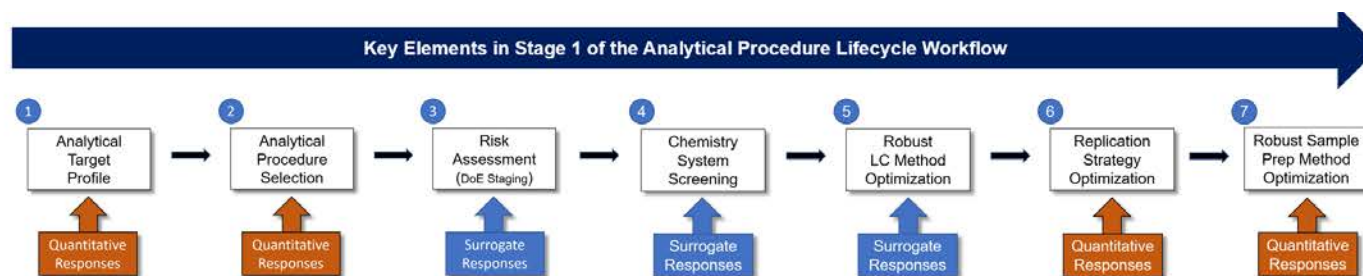 Key Elements in Stage 1 of the Analytical Procedure Lifecycle Workflow
1
Analytical
Target
Profile
Quantitative
Responses
2
Analytical
Procedure
Selection
Quantitative
Responses
3
Risk
Assessment
(DoE Staging)
Surrogate
Responses
4
Chemistry
System
Screening
Surrogate
Responses
5
Robust
LC Method
Optimization
Surrogate
Responses
6
Replication
Strategy
Optimization
Quantitative
Responses
7
Robust Sample
Prep Method
Optimization
Quantitative
Responses